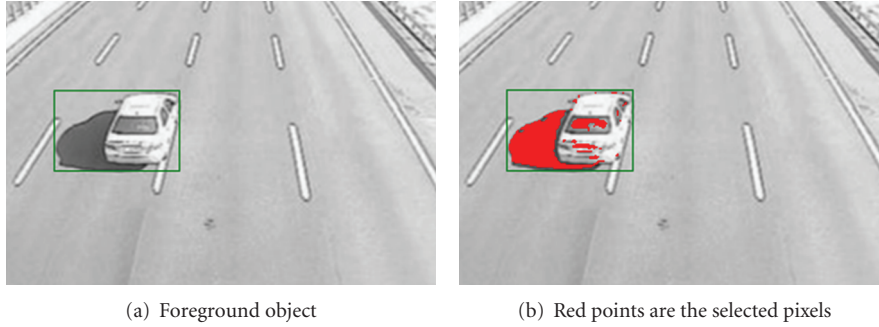 (a) Foreground object
(b) Red points are the selected pixels